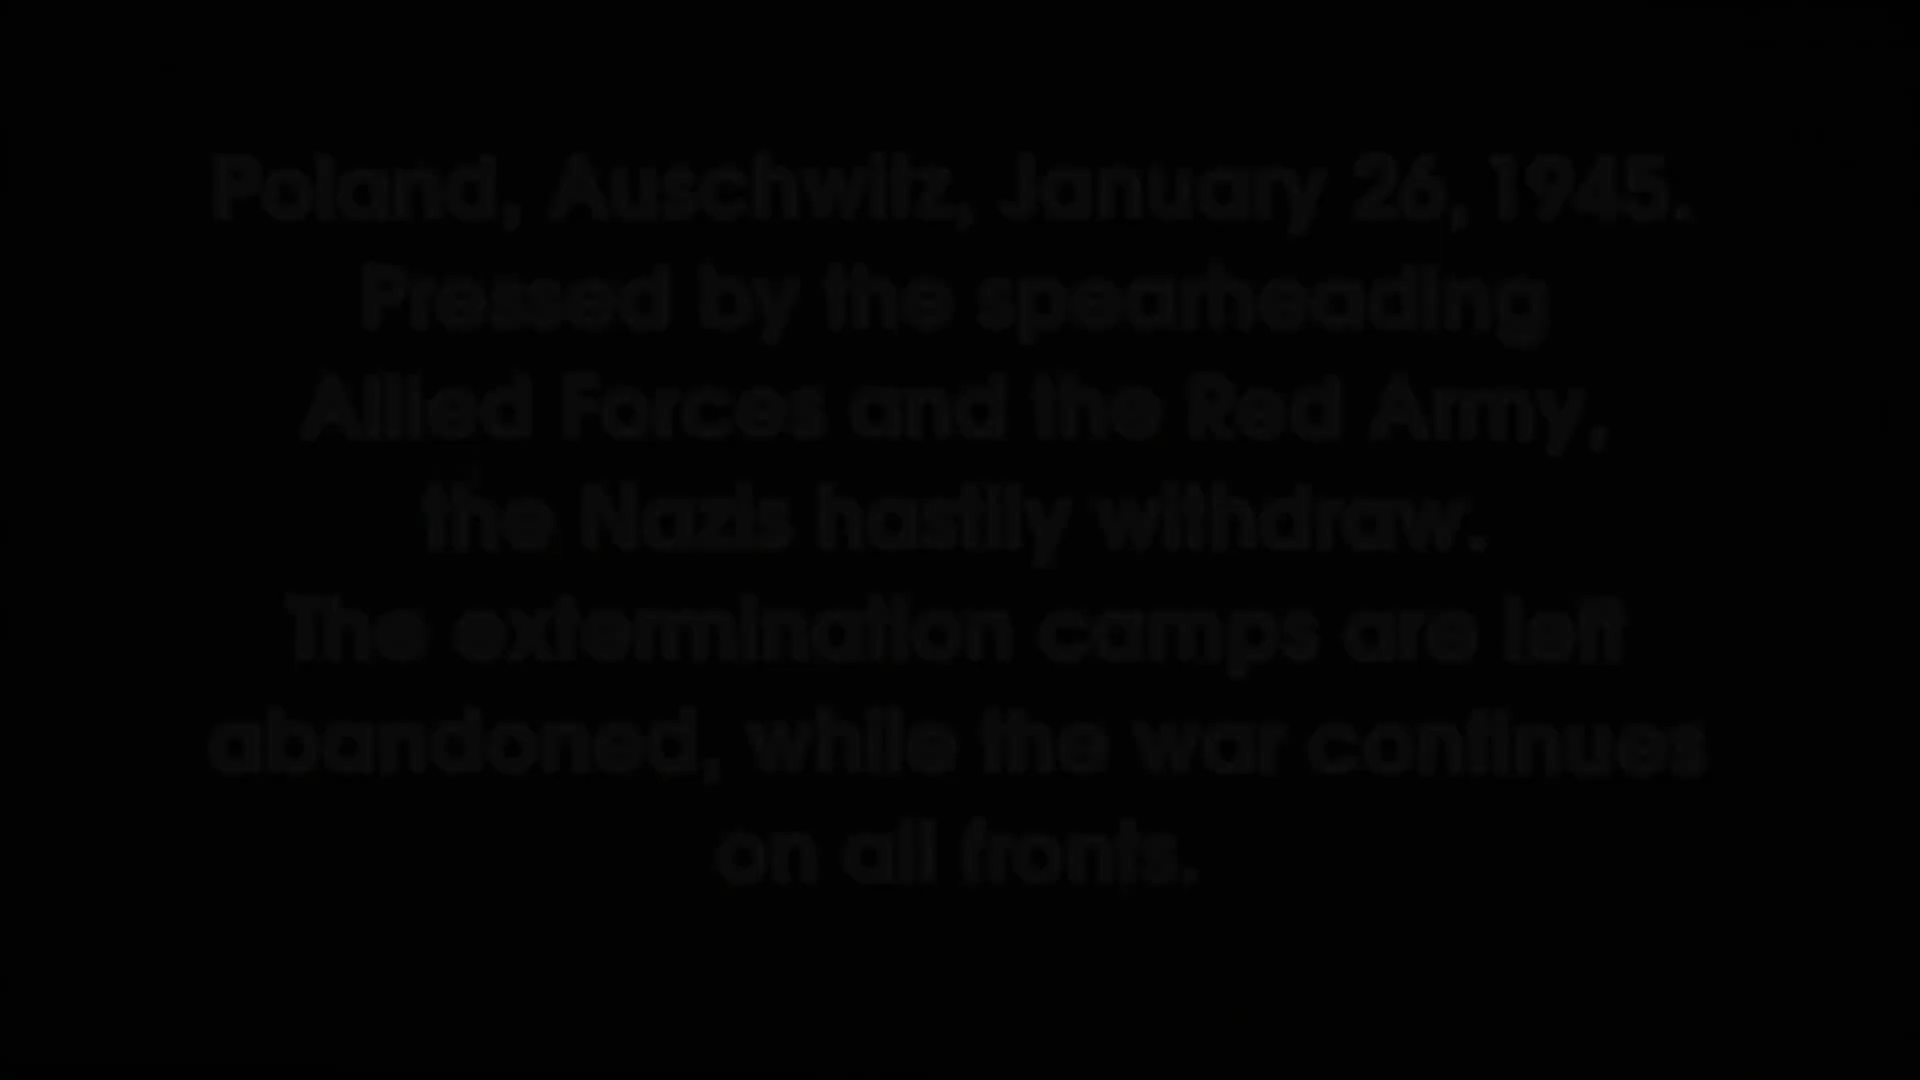 Poland, Auschwitz, January 26, 1945.
Pressed by the spearheading
Allied Forces and the Red Army,
the Nazis hastily withdraw.
The extermination camps are left
abandoned, while the war continues
on all fronts.